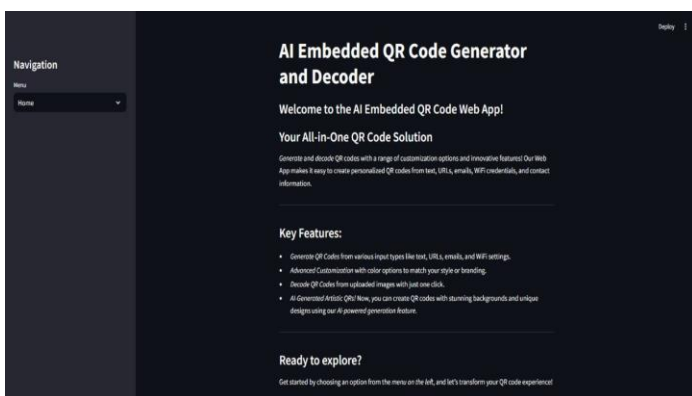 Deploy
Navigation
Menu
Home
AI Embedded QR Code Generator
and Decoder
Welcome to the AI Embedded QR Code Web App!
Your All-in-One QR Code Solution
Generate and decode QR codes with a range of customization options and innovative features! Our Web
App makes it easy to create personalized QR codes from text, URLs, emails, WiFi credentials, and contact
information.
Key Features:
• Generate QR Codes from various input types like text, URLs, emails, and WiFi settings.
• Advanced Customization with color options to match your style or branding.
• Decode QR Codes from uploaded images with just one click.
• AI-Generated Artistic QRs! Now, you can create QR codes with stunning backgrounds and unique
designs using our AI-powered generation feature.
Ready to explore?
Get started by choosing an option from the menu on the left, and let's transform your QR code experience!